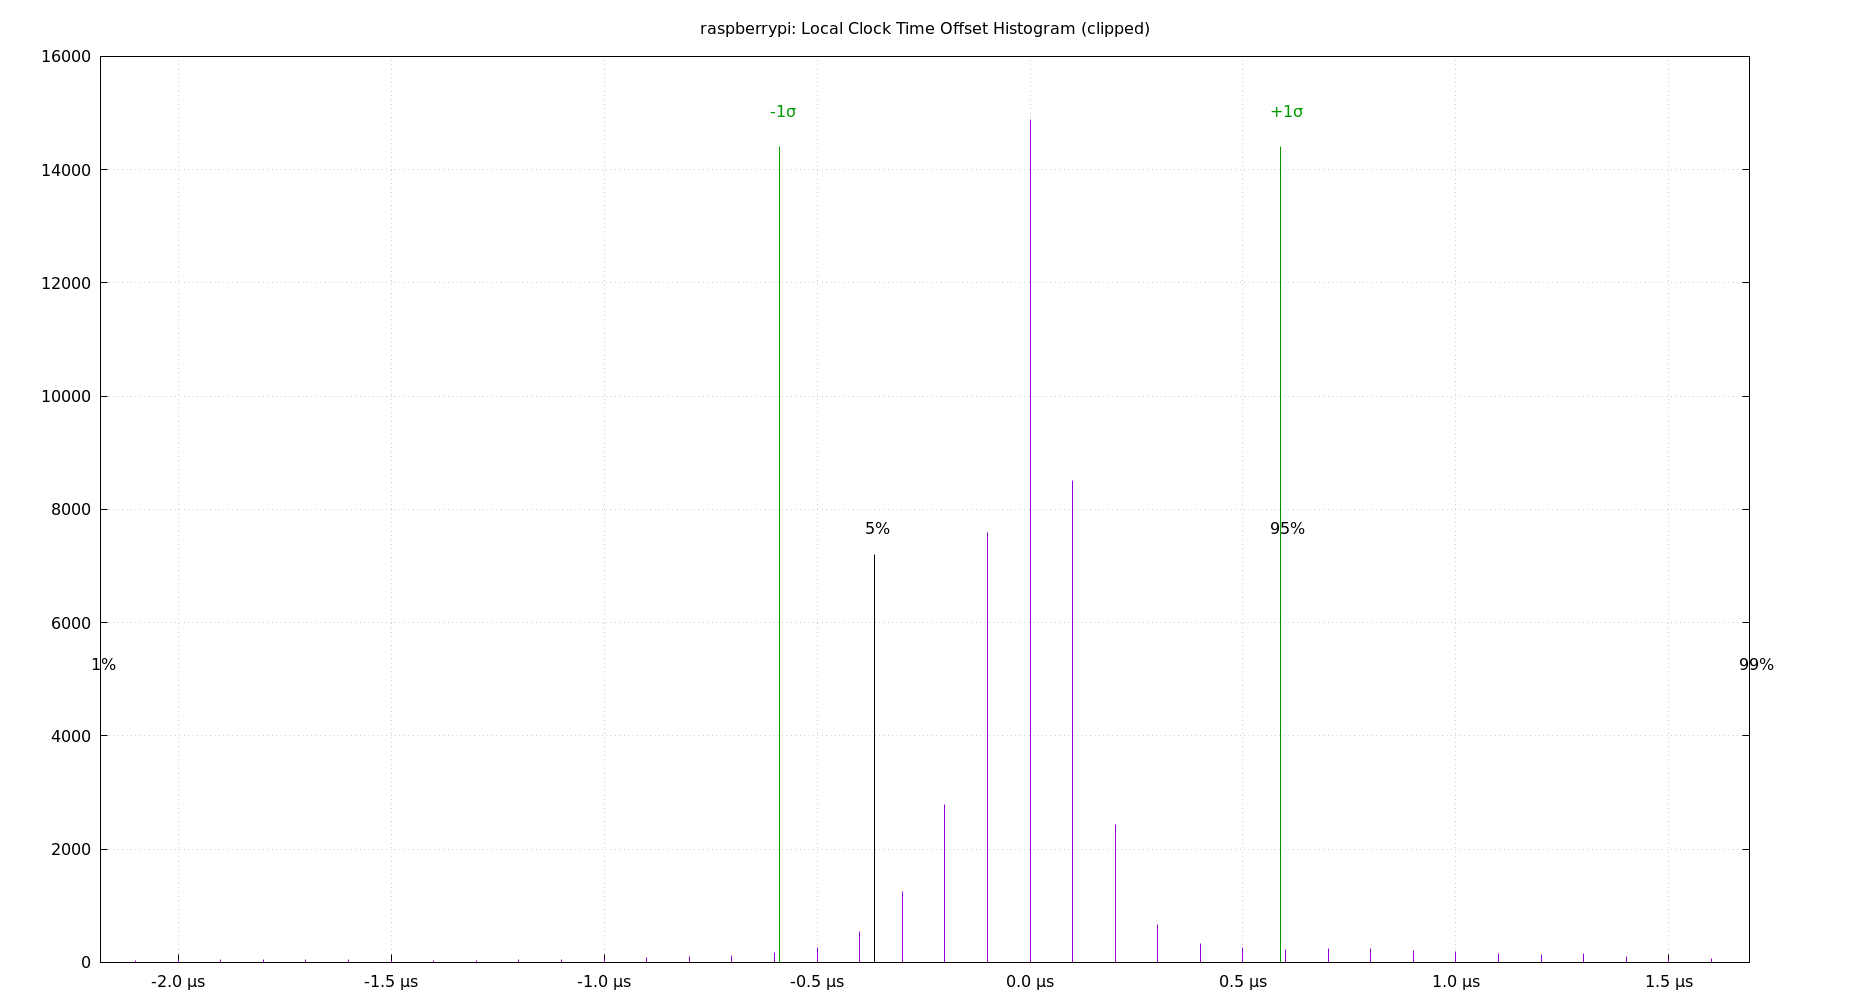 raspberrypi: Local Clock Time Offset Histogram (clipped)
16000
-1σ
+1σ
14000
12000
10000
8000
5%
95%
6000
1%
99%
4000
2000
0
-2.0 µs
-1.5 µs
-1.0 µs
-0.5 µs
0.0 µs
0.5 µs
1.0 µs
1.5 µs